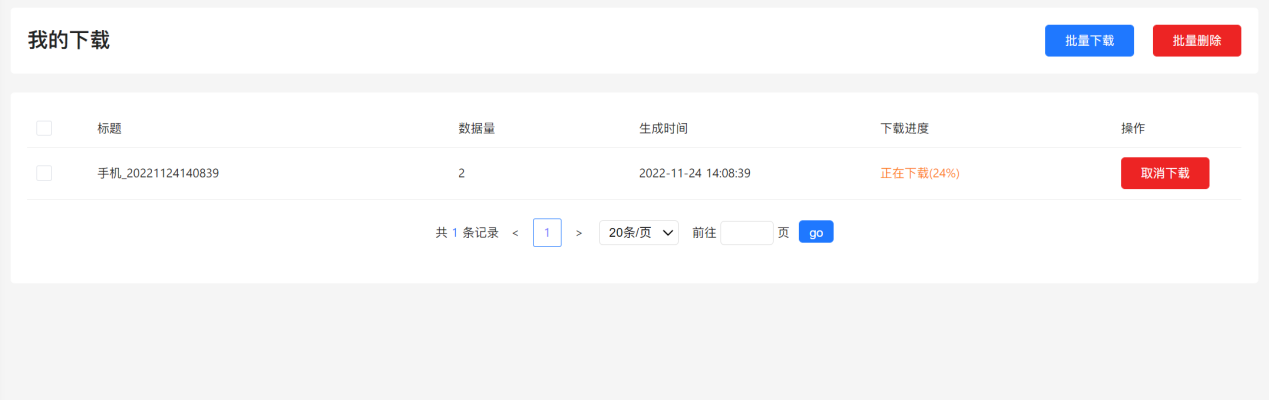 我的下载 批量下载 批量删除
标题 数据量 生成时间 下载进度 操作
手机_20221124140839 2 2022-11-24 14:08:39 正在下载(24%) 取消下载
共 1 条记录 < 1 > 20条/页 前往 页 go